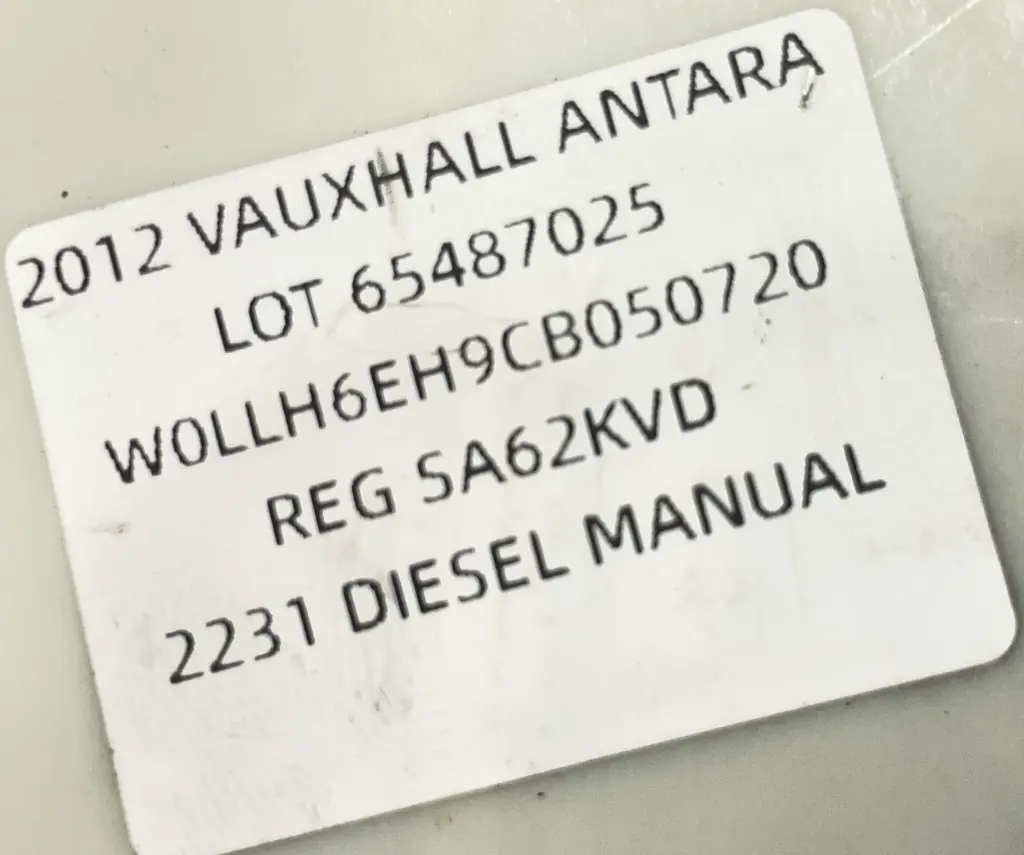 2012 VAUXHALL ANTARA
LOT 65487025
W0LLH6EH9CB050720
REG SA62KVD
2231 DIESEL MANUAL